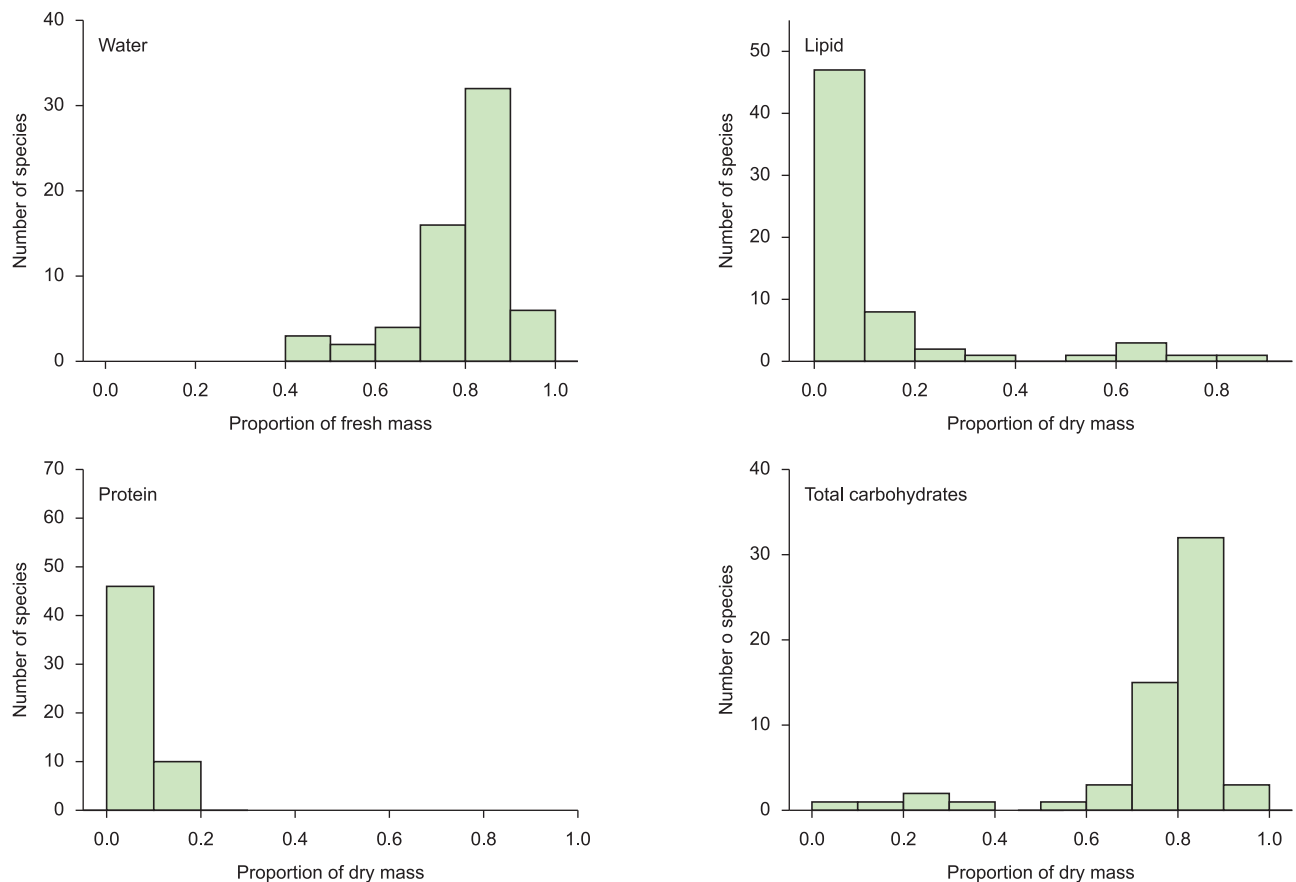 40
Water
30
20
10
0
Number of species
0.0 0.2 0.4 0.6 0.8 1.0
Proportion of fresh mass
50
Lipid
40
30
20
10
0
Number of species
0.0 0.2 0.4 0.6 0.8
Proportion of dry mass
70
Protein
60
50
40
30
20
10
0
Number of species
0.0 0.2 0.4 0.6 0.8 1.0
Proportion of dry mass
40
Total carbohydrates
30
20
10
0
Number o species
0.0 0.2 0.4 0.6 0.8 1.0
Proportion of dry mass